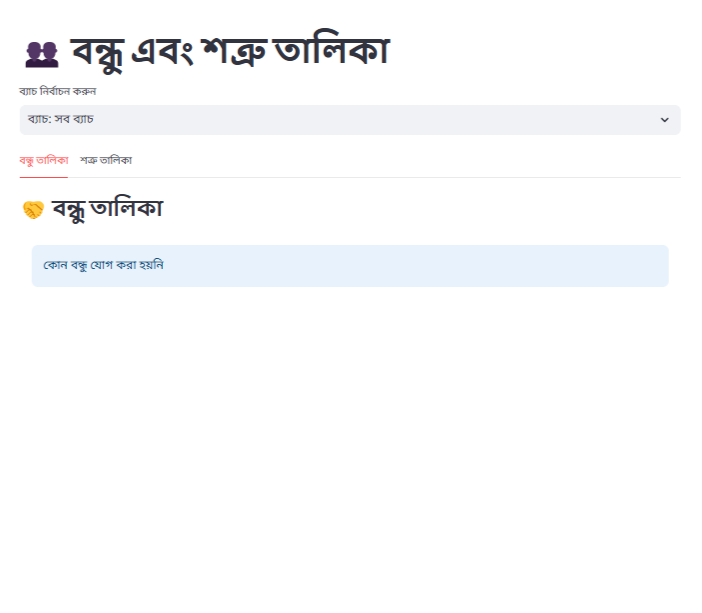 বন্ধু এবং শত্রু তালিকা
ব্যাচ নির্বাচন করুন
ব্যাচ: সব ব্যাচ
বন্ধু তালিকা শত্রু তালিকা
বন্ধু তালিকা
কোন বন্ধু যোগ করা হয়নি